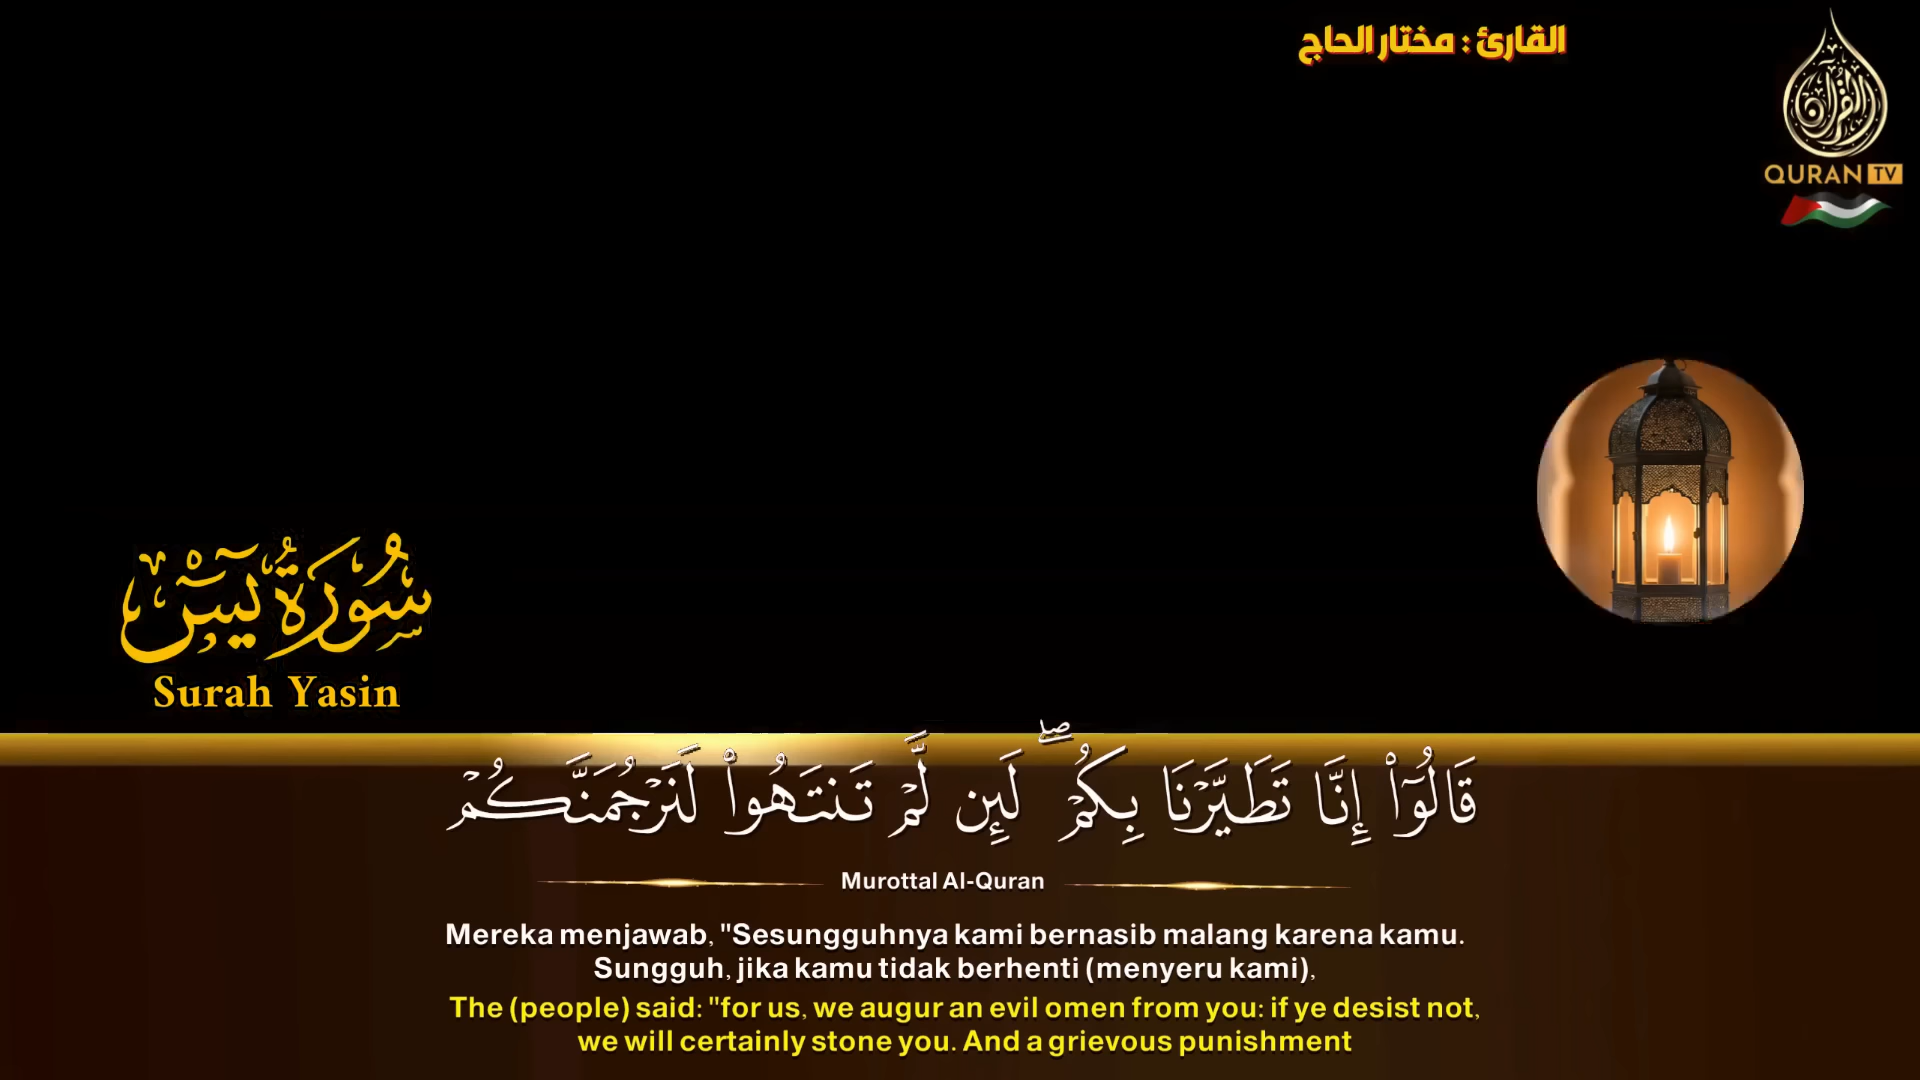 القارئ : مختار الحاج
القرآن
QURAN TV
سُورَةُ يسٓ
Surah Yasin
قَالُوٓا۟ إِنَّا تَطَيَّرْنَا بِكُمْ ۖ لَئِن لَّمْ تَنتَهُوا۟ لَنَرْجُمَنَّكُمْ
Murottal Al-Quran
Mereka menjawab, "Sesungguhnya kami bernasib malang karena kamu.
Sungguh, jika kamu tidak berhenti (menyeru kami),
The (people) said: "for us, we augur an evil omen from you: if ye desist not,
we will certainly stone you. And a grievous punishment